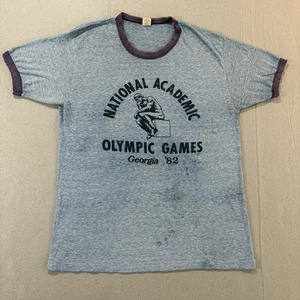 NATIONAL ACADEMIC
OLYMPIC GAMES
Georgia '82